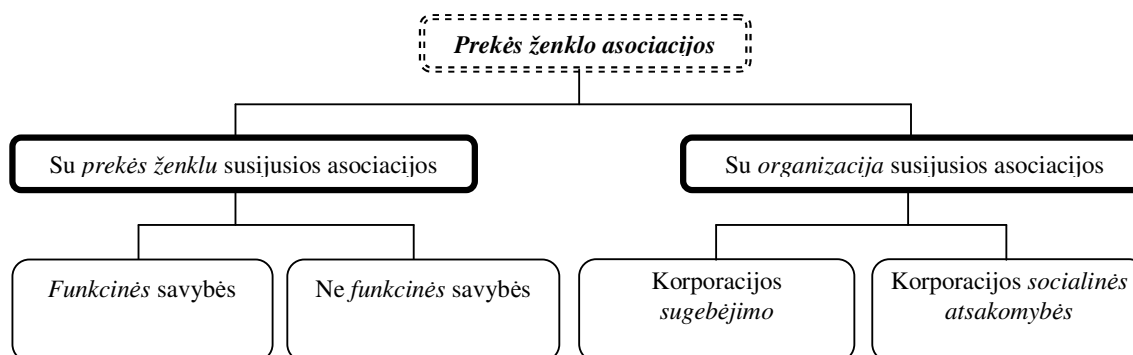 Prekės ženklo asociacijos
Su prekės ženklu susijusios asociacijos
Su organizacija susijusios asociacijos
Funkcinės savybės
Ne funkcinės savybės
Korporacijos
sugebėjimo
Korporacijos socialinės
atsakomybės